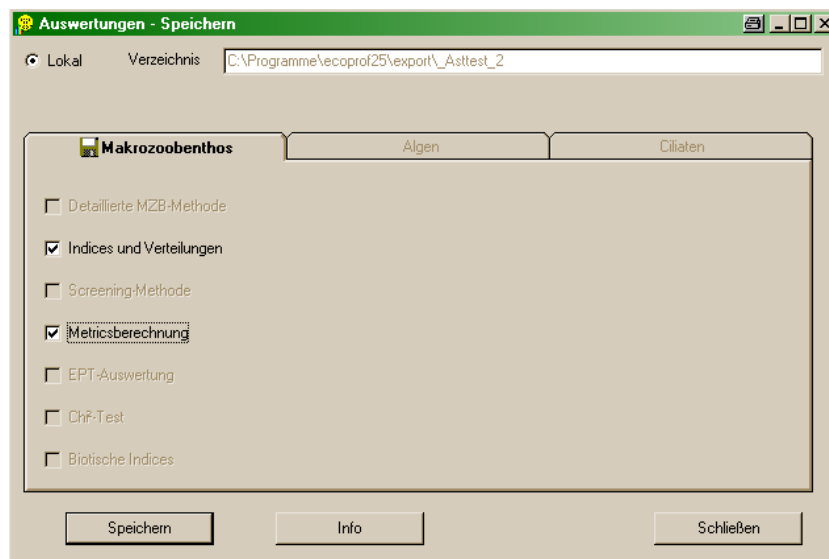 Auswertungen - Speichern
Lokal Verzeichnis C:\Programme\ecoprof25\export\_Asttest_2
Makrozoobenthos Algen Ciliaten
Detaillierte MZB-Methode
Indices und Verteilungen
Screening-Methode
Metricsberechnung
EPT-Auswertung
Chi²-Test
Biotische Indices
Speichern Info Schließen